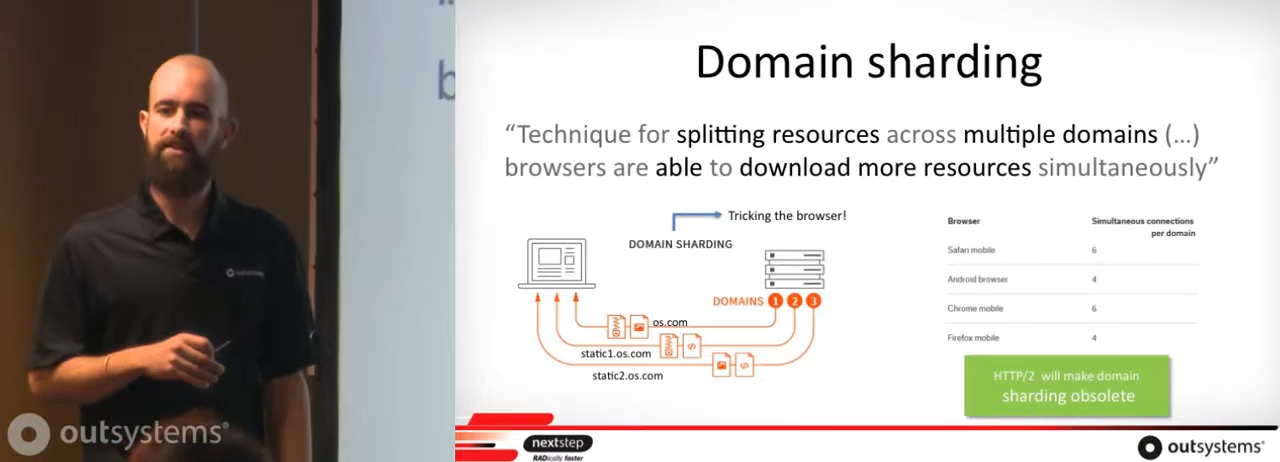 outsystems
outsystems®
Domain sharding
“Technique for splitting resources across multiple domains (...)
browsers are able to download more resources simultaneously”
Tricking the browser!
DOMAIN SHARDING
DOMAINS 1 2 3
os.com
static1.os.com
static2.os.com
Browser Simultaneous connections
per domain
Safari mobile 6
Android browser 4
Chrome mobile 6
Firefox mobile 4
HTTP/2 will make domain
sharding obsolete
nextstep
RADically faster
outsystems®